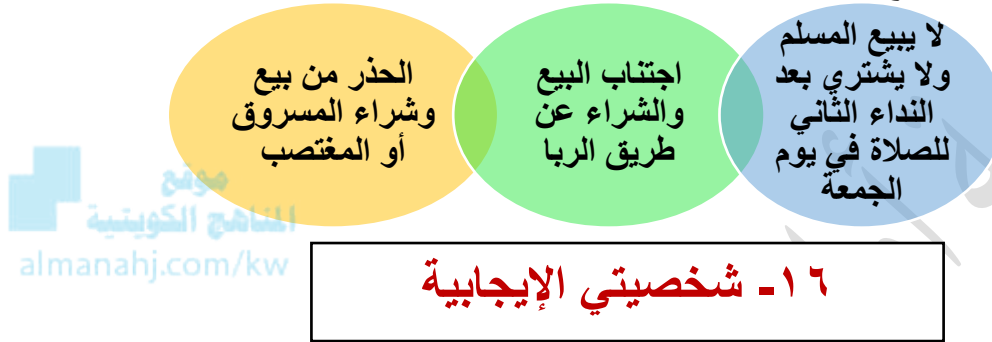 لا يبيع المسلم
ولا يشتري بعد
النداء الثاني
للصلاة في يوم
الجمعة
اجتناب البيع
والشراء عن
طريق الربا
الحذر من بيع
وشراء المسروق
أو المغتصب
موقع
المناهج الكويتية
almanahj.com/kw
١٦- شخصيتي الإيجابية